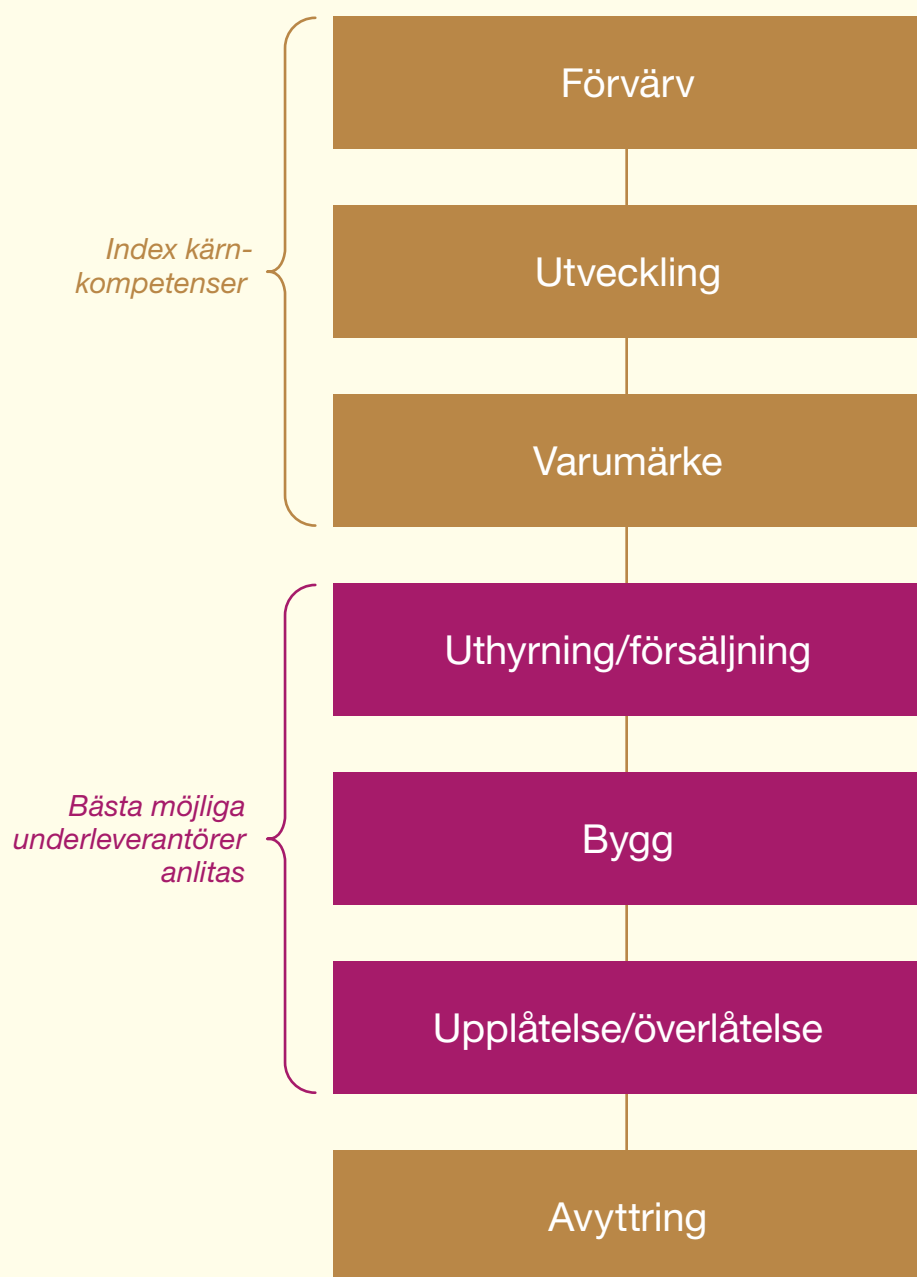 Förvärv
Index kärn-
kompetenser
Utveckling
Varumärke
Uthyrning/försäljning
Bästa möjliga
underleverantörer
anlitas
Bygg
Upplåtelse/överlåtelse
Avyttring